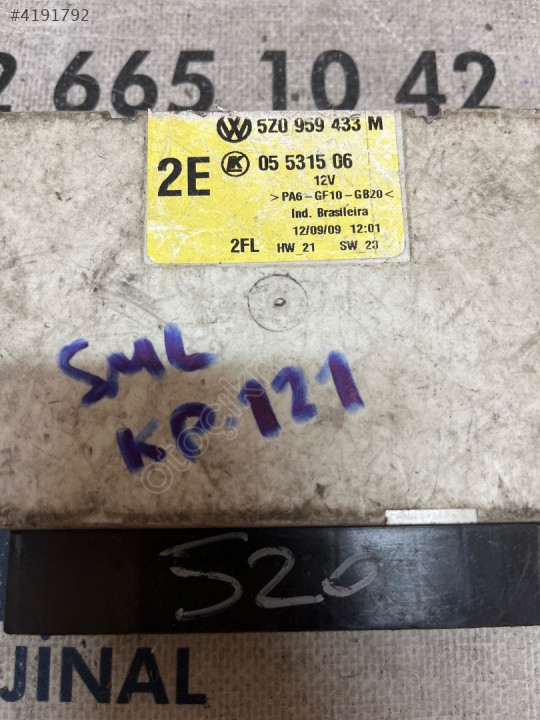 #4191792
2 665 10 42
5Z0 959 433 M
2E K 05 5315 06
12V
>PA6-GF10-GB20<
Ind. Brasileira
12/09/09 12:01
2FL HW_21 SW_23
SML
KP-121
520
JİNAL